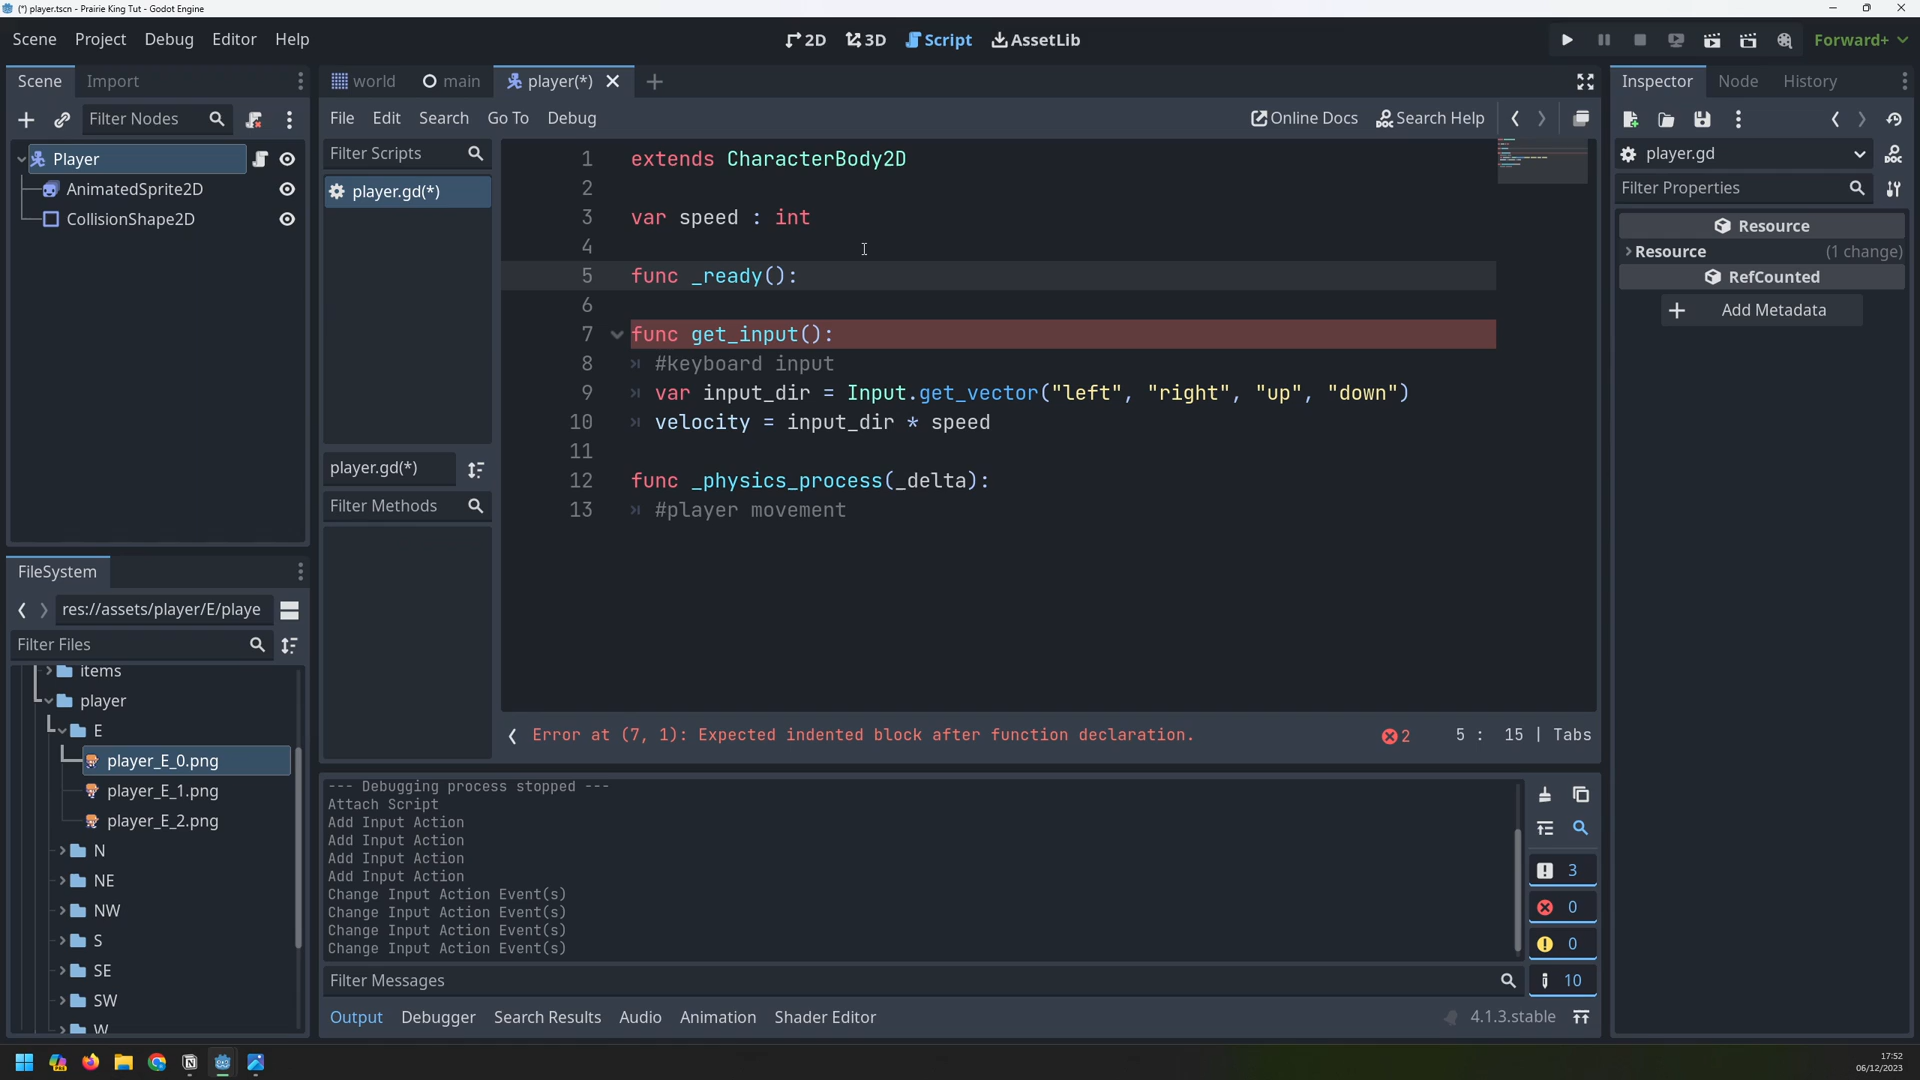 (*) player.tscn - Prairie King Tut - Godot Engine
Scene Project Debug Editor Help
2D 3D Script AssetLib
Forward+
Scene Import
Filter Nodes
Player
AnimatedSprite2D
CollisionShape2D
world main player(*)
File Edit Search Go To Debug
Online Docs Search Help
Filter Scripts
player.gd(*)
player.gd(*)
Filter Methods
1 extends CharacterBody2D
2
3 var speed : int
4
5 func _ready():
6
7 func get_input():
8 #keyboard input
9 var input_dir = Input.get_vector("left", "right", "up", "down")
10 velocity = input_dir * speed
11
12 func _physics_process(_delta):
13 #player movement
Error at (7, 1): Expected indented block after function declaration.
2 5 : 15 | Tabs
Inspector Node History
player.gd
Filter Properties
Resource
Resource (1 change)
RefCounted
Add Metadata
FileSystem
res://assets/player/E/playe
Filter Files
items
player
E
player_E_0.png
player_E_1.png
player_E_2.png
N
NE
NW
S
SE
SW
W
--- Debugging process stopped ---
Attach Script
Add Input Action
Add Input Action
Add Input Action
Add Input Action
Change Input Action Event(s)
Change Input Action Event(s)
Change Input Action Event(s)
Change Input Action Event(s)
3
0
0
10
Filter Messages
Output Debugger Search Results Audio Animation Shader Editor
4.1.3.stable
17:52
06/12/2023